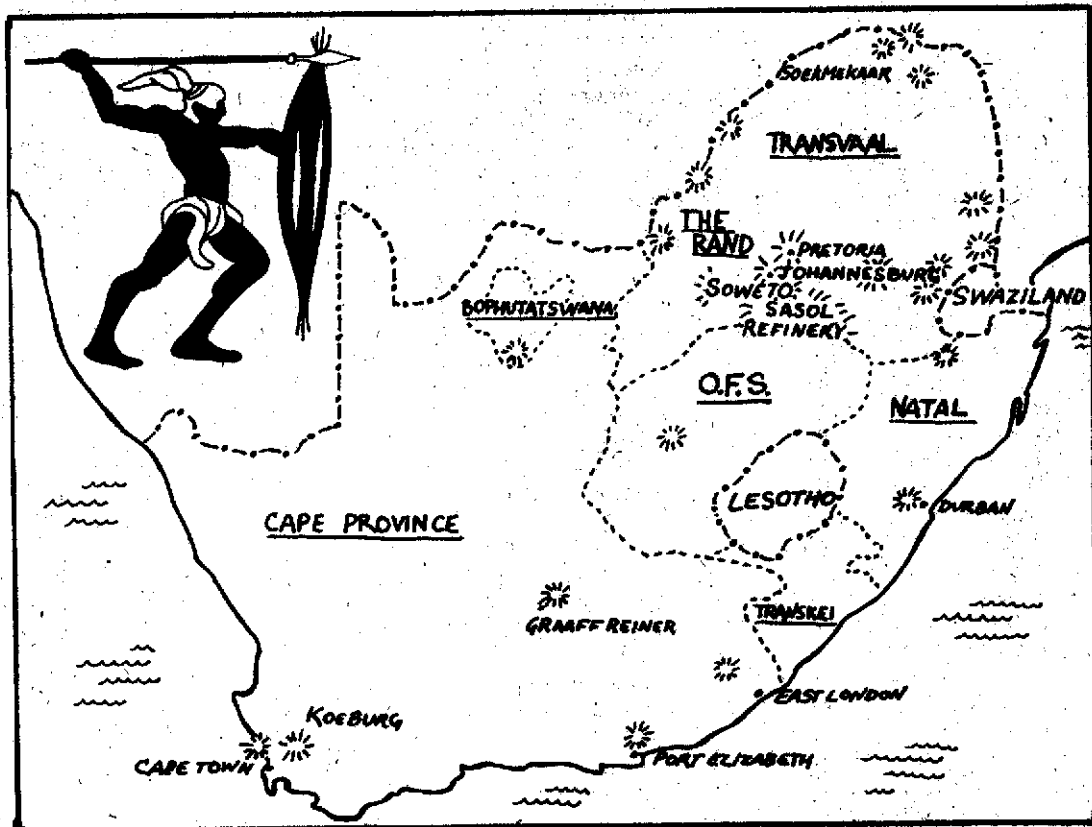 SOEKMEKAAR
TRANSVAAL
THE
RAND
PRETORIA
JOHANNESBURG
SOWETO
SASOL
REFINERY
SWAZILAND
BOPHUTATSWANA
O.F.S.
NATAL
LESOTHO
DURBAN
CAPE PROVINCE
GRAAFF REINER
TRANSKEI
EAST LONDON
KOEBURG
CAPE TOWN
PORT ELIZABETH